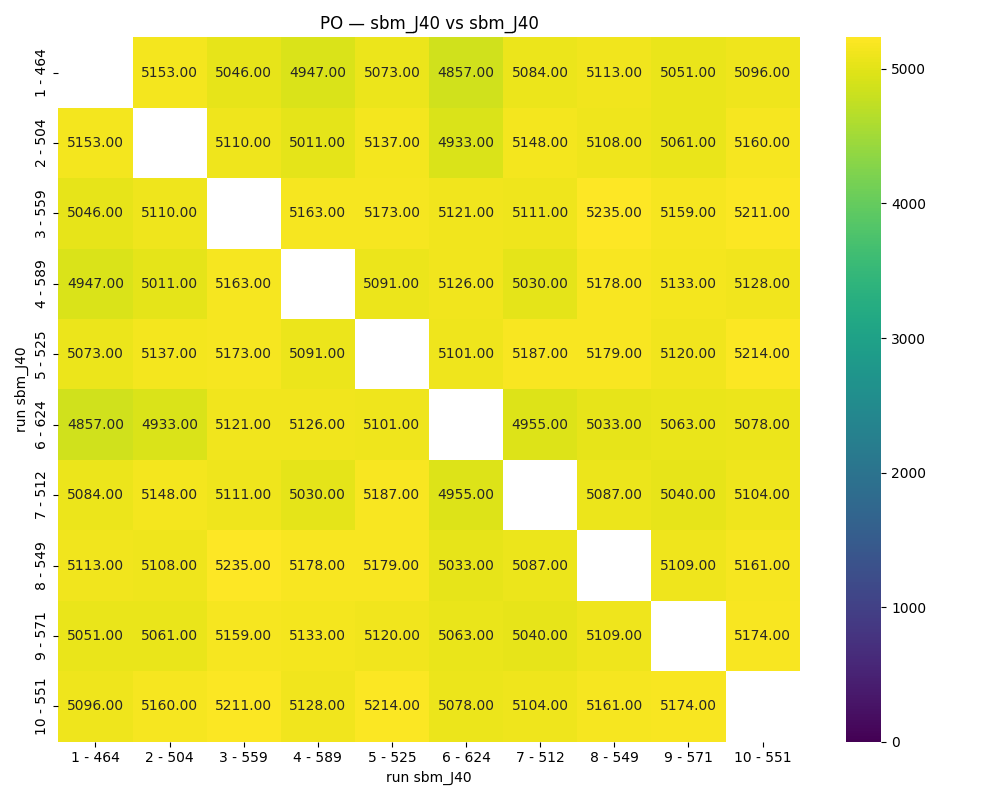 PO — sbm_J40 vs sbm_J40
1 - 464 5153.00 5046.00 4947.00 5073.00 4857.00 5084.00 5113.00 5051.00 5096.00
2 - 504 5153.00 5110.00 5011.00 5137.00 4933.00 5148.00 5108.00 5061.00 5160.00
3 - 559 5046.00 5110.00 5163.00 5173.00 5121.00 5111.00 5235.00 5159.00 5211.00
4 - 589 4947.00 5011.00 5163.00 5091.00 5126.00 5030.00 5178.00 5133.00 5128.00
5 - 525 5073.00 5137.00 5173.00 5091.00 5101.00 5187.00 5179.00 5120.00 5214.00
6 - 624 4857.00 4933.00 5121.00 5126.00 5101.00 4955.00 5033.00 5063.00 5078.00
7 - 512 5084.00 5148.00 5111.00 5030.00 5187.00 4955.00 5087.00 5040.00 5104.00
8 - 549 5113.00 5108.00 5235.00 5178.00 5179.00 5033.00 5087.00 5109.00 5161.00
9 - 571 5051.00 5061.00 5159.00 5133.00 5120.00 5063.00 5040.00 5109.00 5174.00
10 - 551 5096.00 5160.00 5211.00 5128.00 5214.00 5078.00 5104.00 5161.00 5174.00
1 - 464 2 - 504 3 - 559 4 - 589 5 - 525 6 - 624 7 - 512 8 - 549 9 - 571 10 - 551
run sbm_J40
run sbm_J40
5000
4000
3000
2000
1000
0